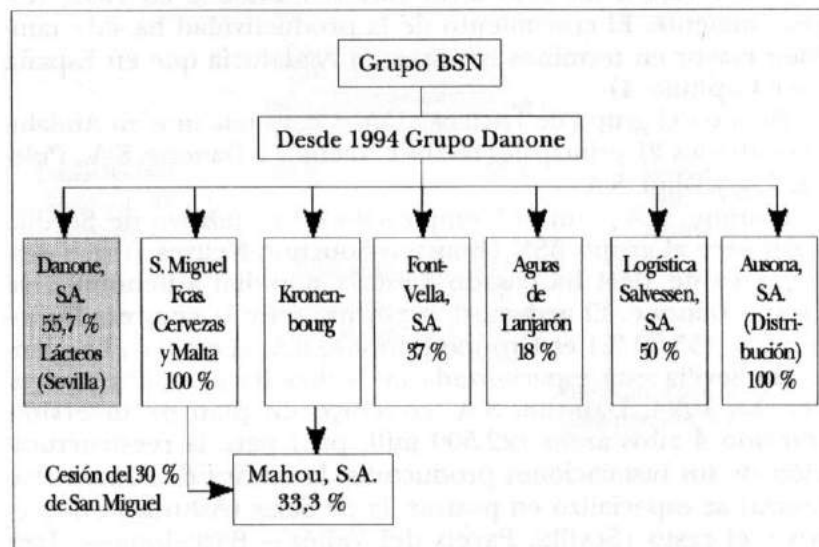 Grupo BSN
Desde 1994 Grupo Danone
Danone,
S.A.
55,7 %
Lácteos
(Sevilla)
S. Miguel
Fcas.
Cervezas
y Malta
100 %
Kronen-
bourg
Font-
Vella,
S.A.
37 %
Aguas
de
Lanjarón
18 %
Logística
Salvessen,
S.A.
50 %
Ausona,
S.A.
(Distri-
bución)
100 %
Cesión del 30 %
de San Miguel
Mahou, S.A.
33,3 %